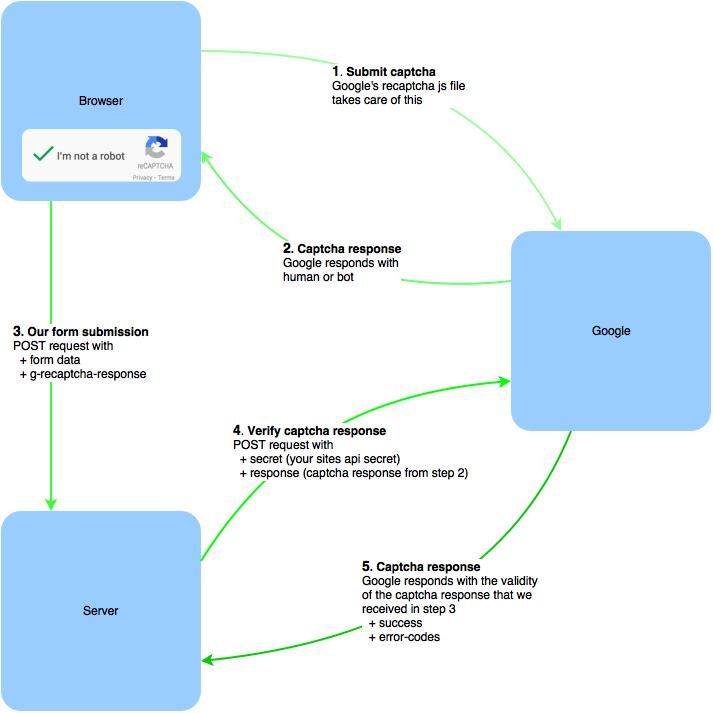 Browser
I'm not a robot
reCAPTCHA
Privacy - Terms
1. Submit captcha
Google's recaptcha js file
takes care of this
2. Captcha response
Google responds with
human or bot
Google
3. Our form submission
POST request with
+ form data
+ g-recaptcha-response
4. Verify captcha response
POST request with
+ secret (your sites api secret)
+ response (captcha response from step 2)
5. Captcha response
Google responds with the validity
of the captcha response that we
received in step 3
+ success
+ error-codes
Server